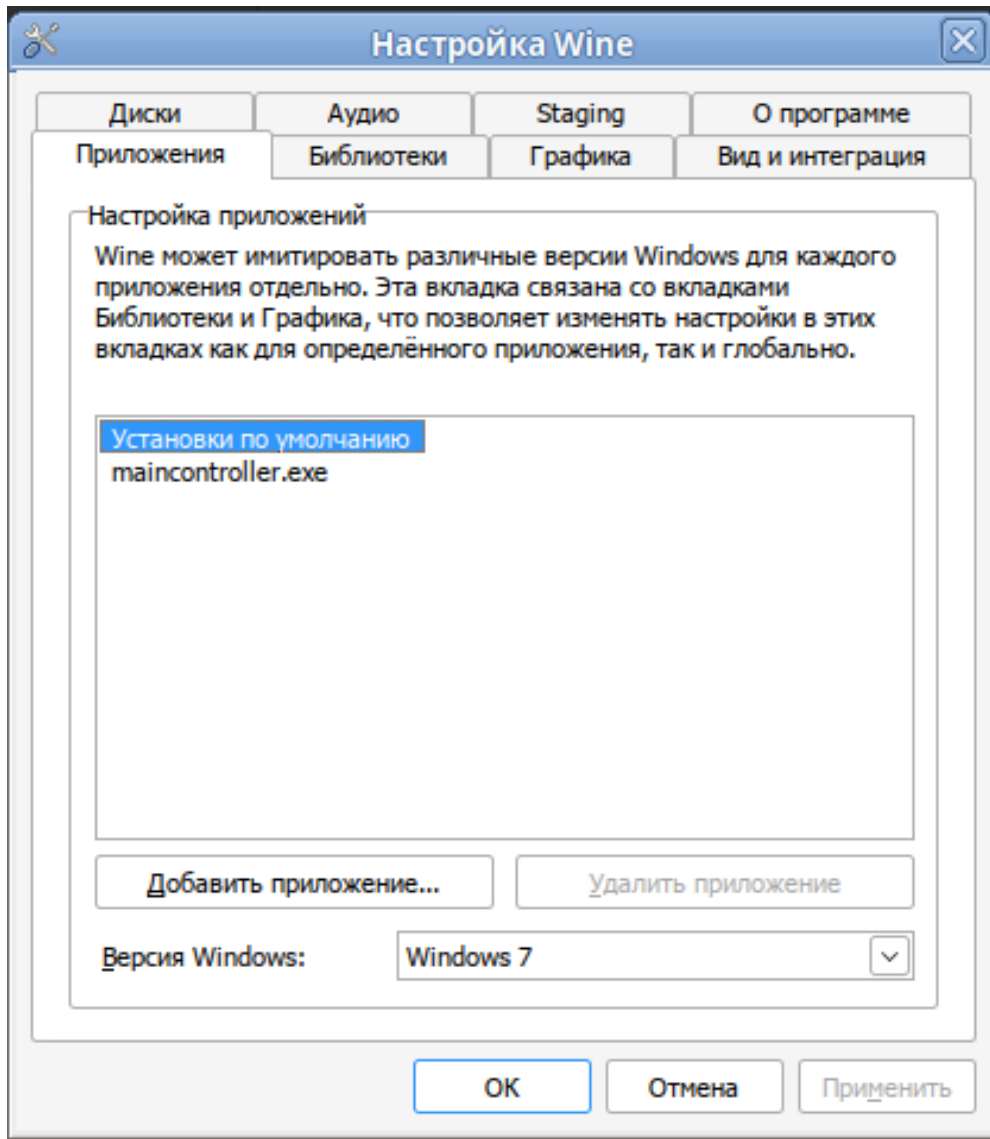 Настройка Wine
Диски
Аудио
Staging
О программе
Приложения
Библиотеки
Графика
Вид и интеграция
Настройка приложений
Wine может имитировать различные версии Windows для каждого
приложения отдельно. Эта вкладка связана со вкладками
Библиотеки и Графика, что позволяет изменять настройки в этих
вкладках как для определённого приложения, так и глобально.
Установки по умолчанию
maincontroller.exe
Добавить приложение...
Удалить приложение
Версия Windows:
Windows 7
ОК
Отмена
Применить